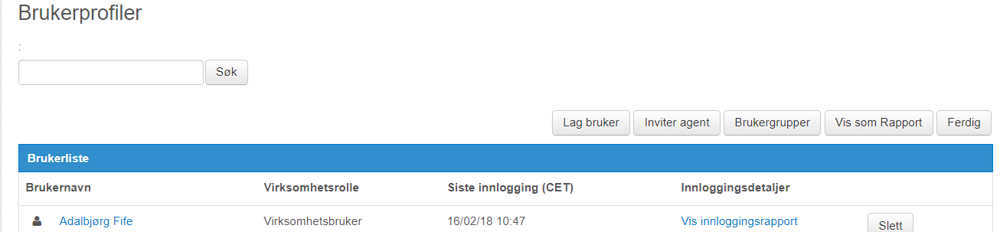 Brukerprofiler
:
Søk
Lag bruker Inviter agent Brukergrupper Vis som Rapport Ferdig
Brukerliste
Brukernavn Virksomhetsrolle Siste innlogging (CET) Innloggingsdetaljer
Adalbjørg Fife Virksomhetsbruker 16/02/18 10:47 Vis innloggingsrapport Slett